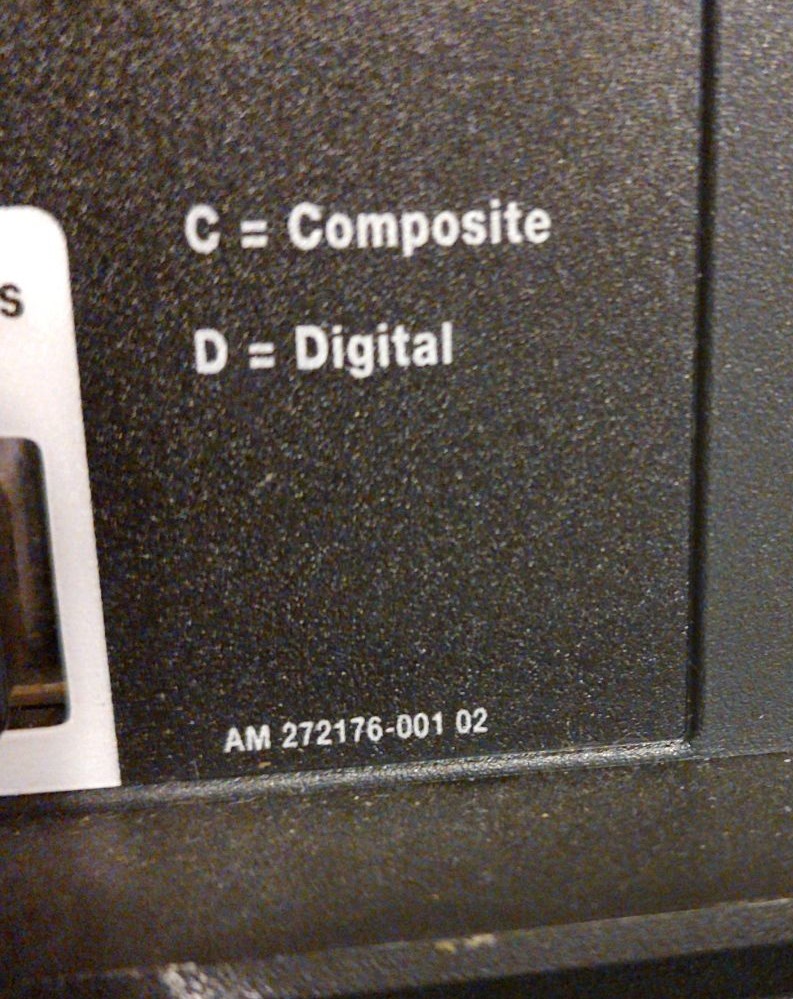 C = Composite
s
D = Digital
AM 272176-001 02